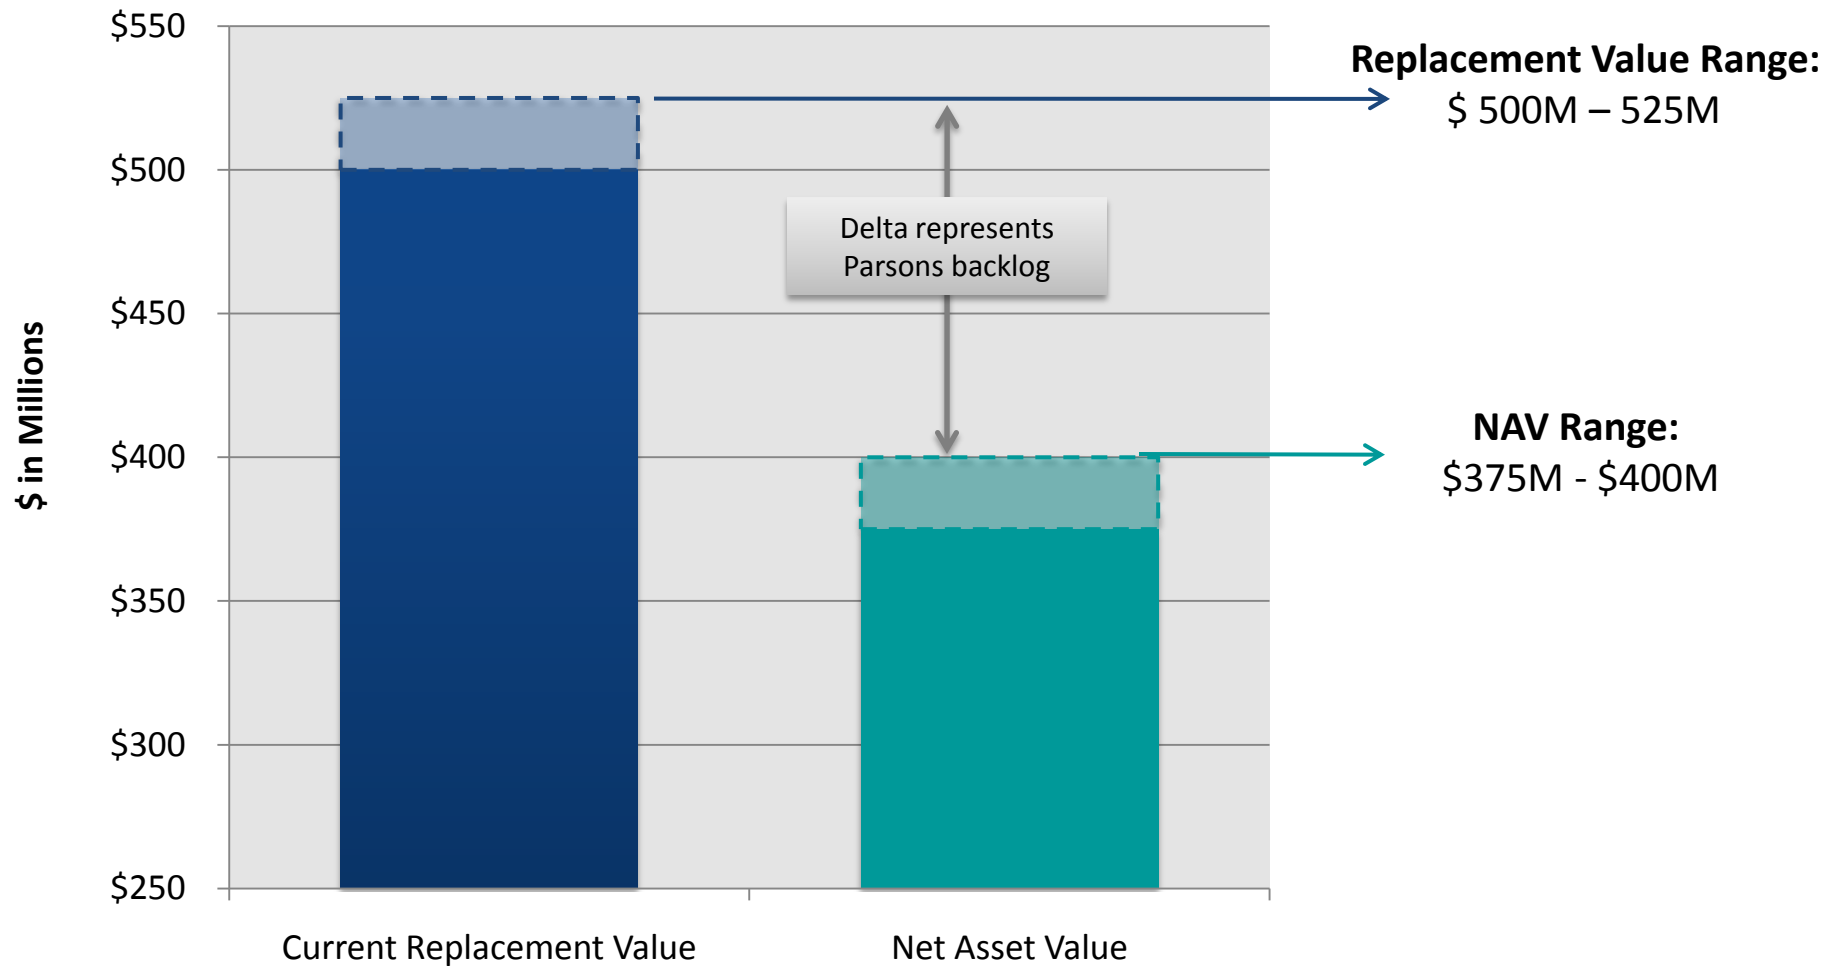 $550
$500
$450
$400
$350
$300
$250
$ in Millions
Current Replacement Value
Net Asset Value
Delta represents
Parsons backlog
Replacement Value Range:
$ 500M – 525M
NAV Range:
$375M - $400M